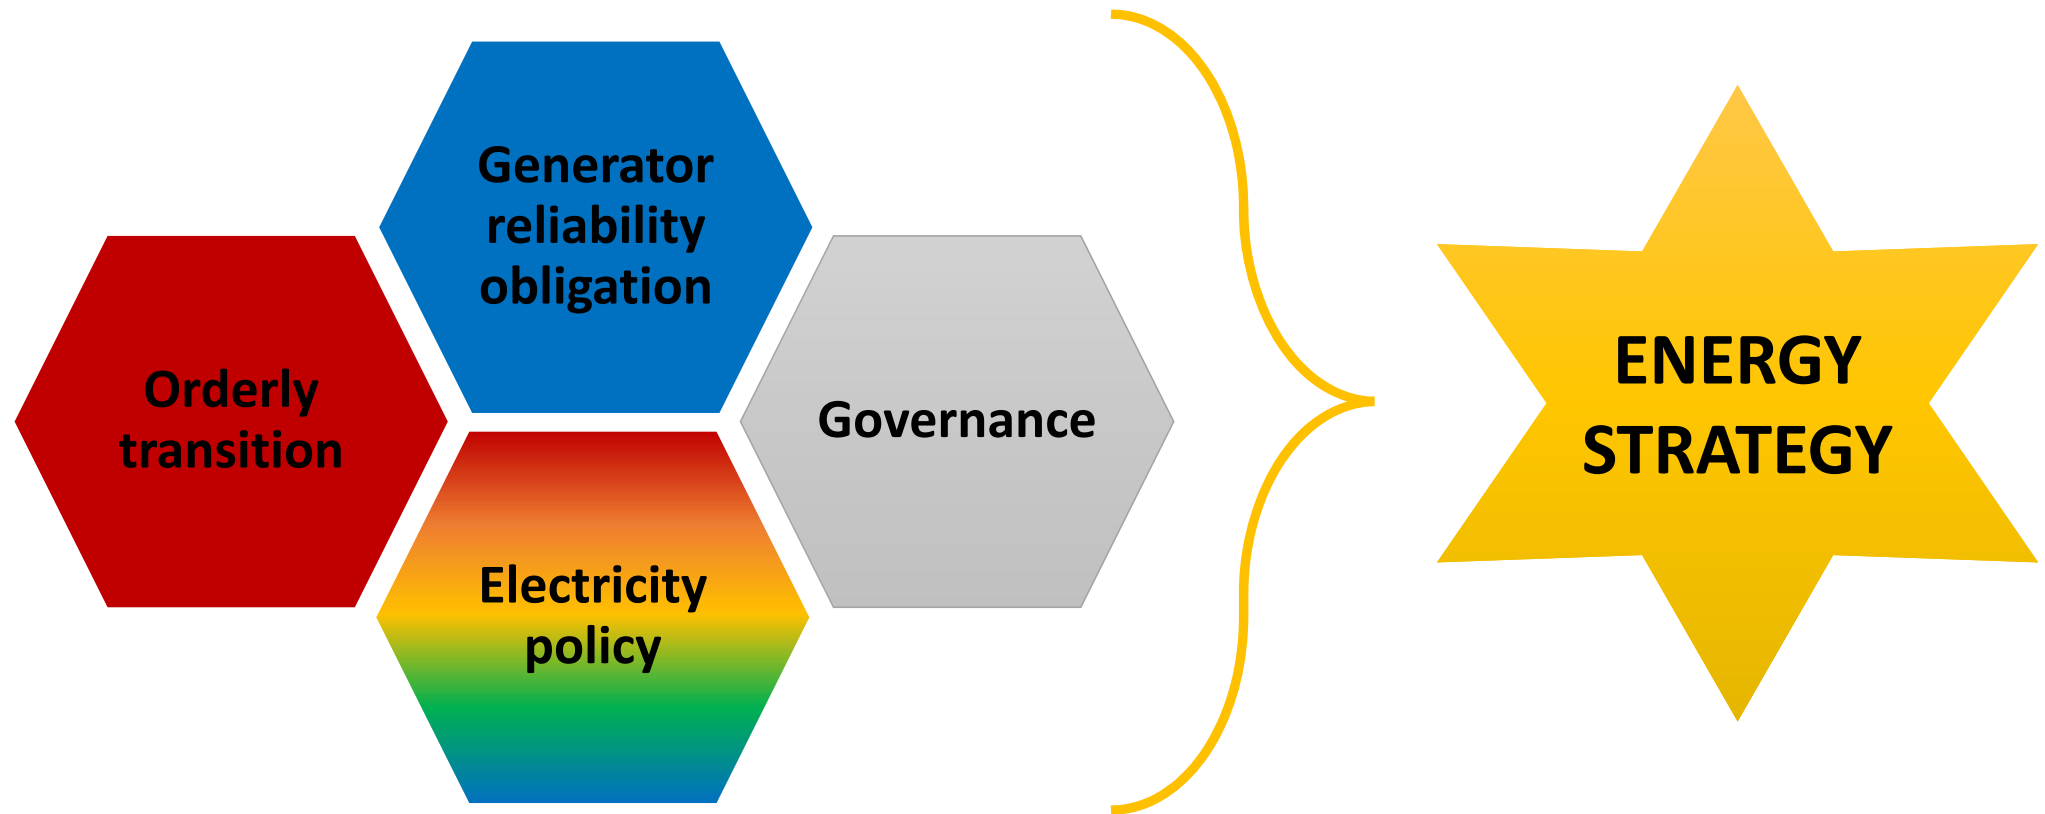 Generator
reliability
obligation
Orderly
transition
Governance
Electricity
policy
ENERGY
STRATEGY